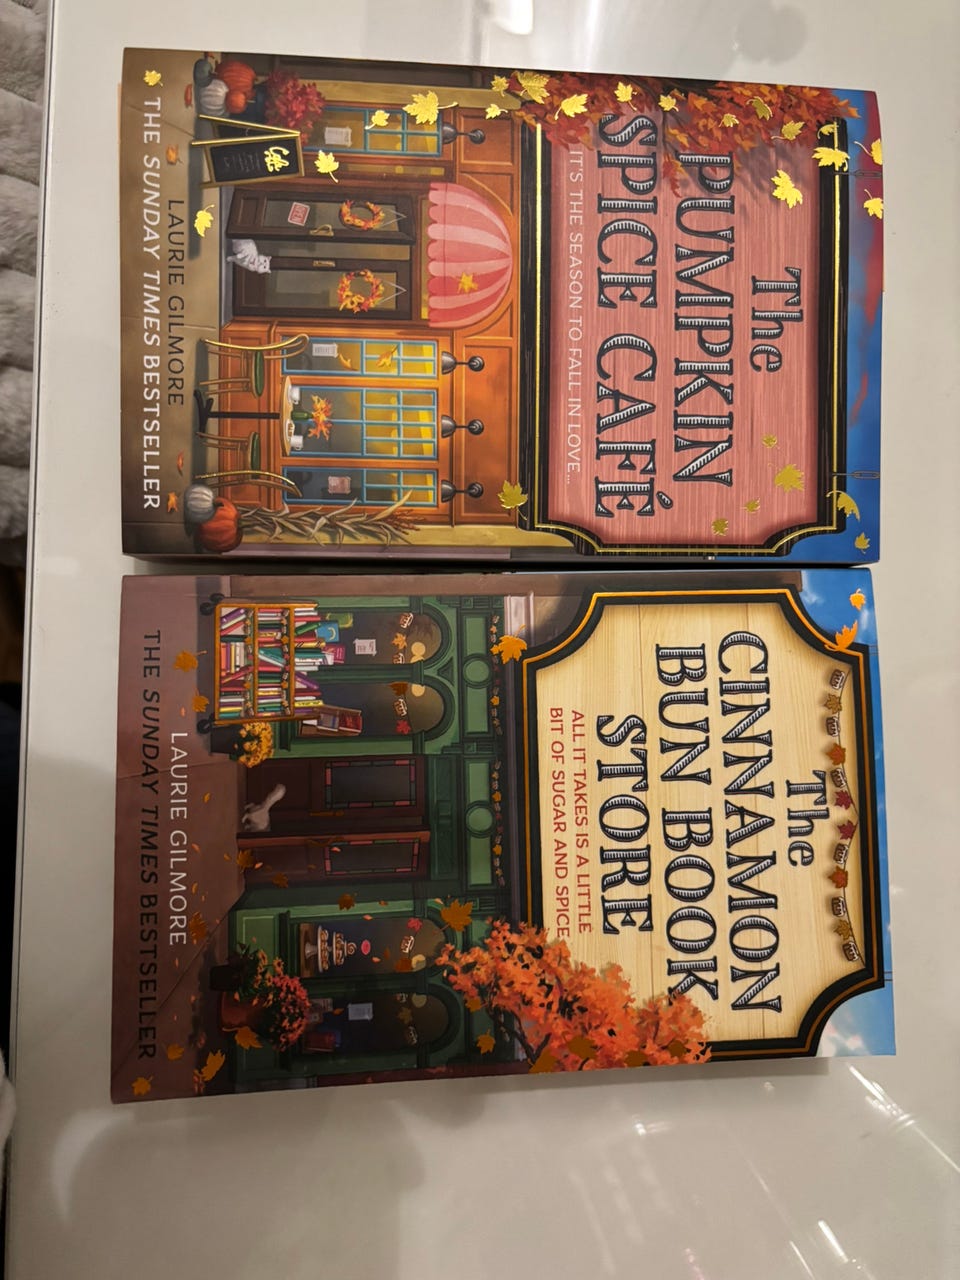 The
PUMPKIN
SPICE CAFÉ
IT'S THE SEASON TO FALL IN LOVE...
Café
LAURIE GILMORE
THE SUNDAY TIMES BESTSELLER
The
CINNAMON
BUN BOOK
STORE
ALL IT TAKES IS A LITTLE
BIT OF SUGAR AND SPICE
LAURIE GILMORE
THE SUNDAY TIMES BESTSELLER